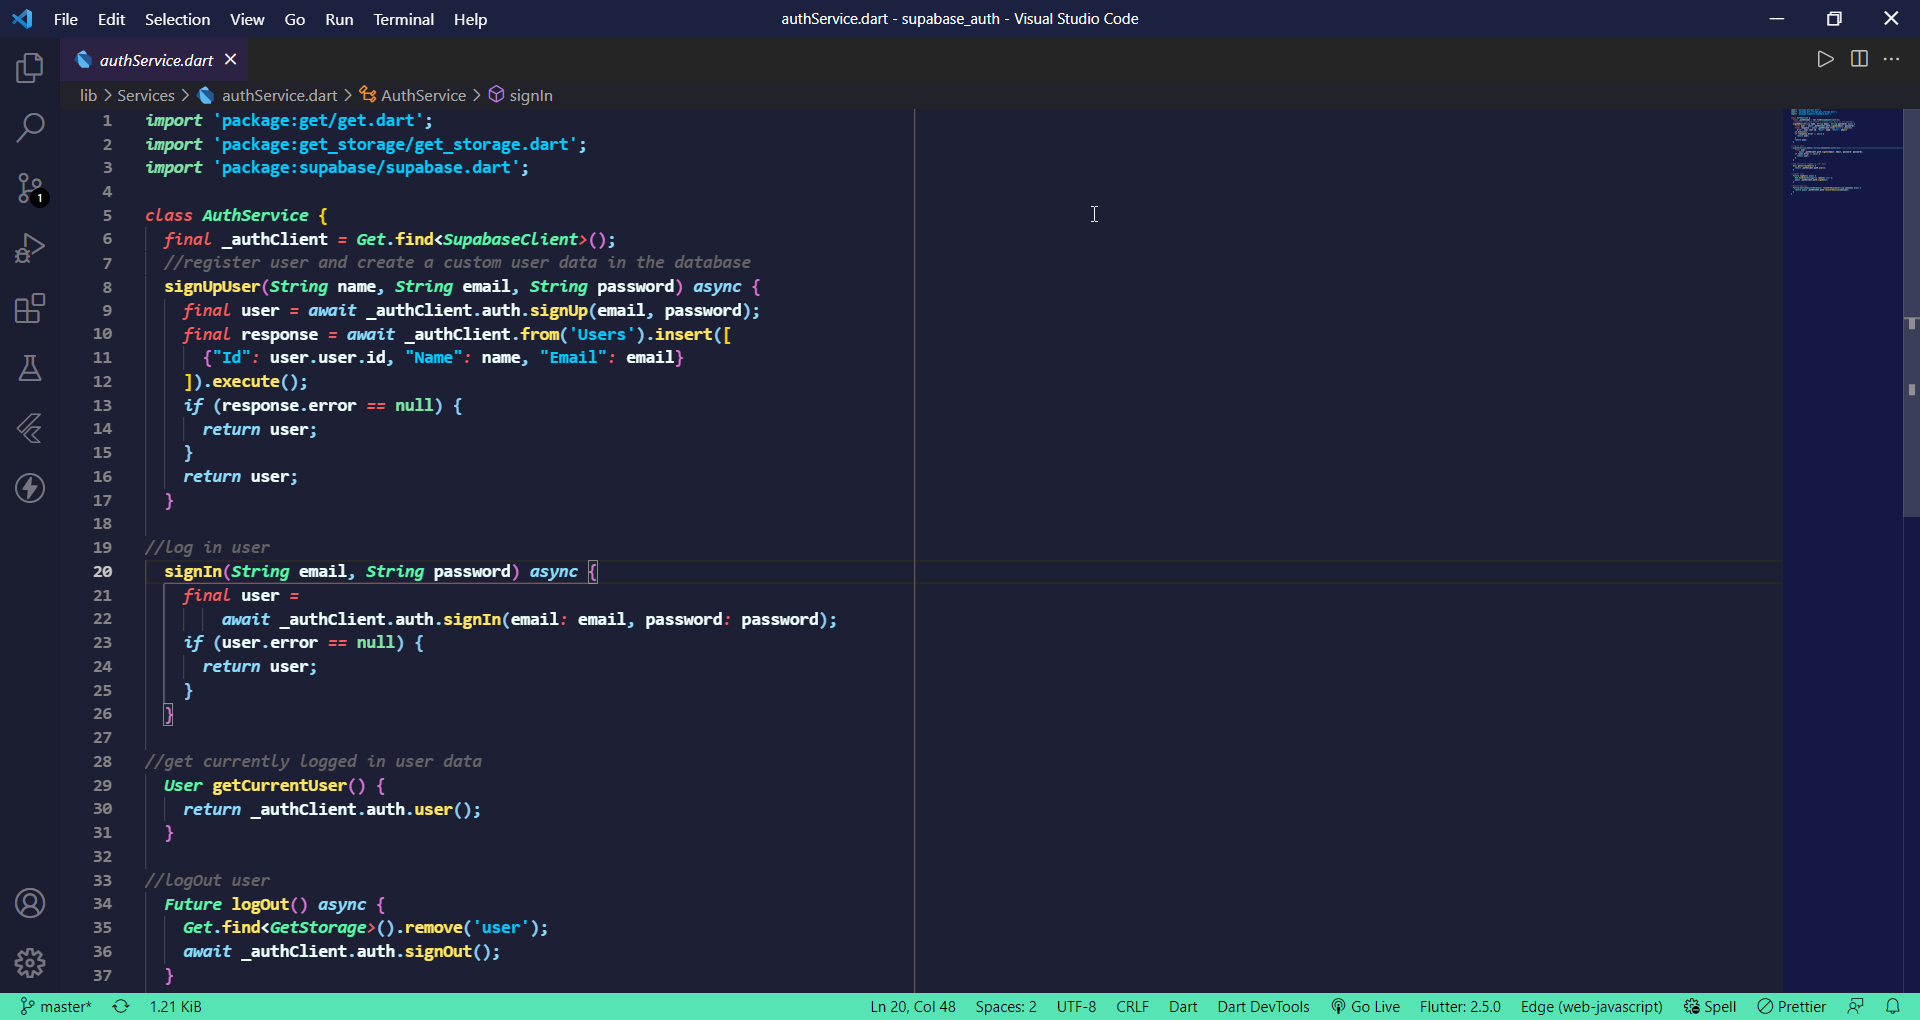 File Edit Selection View Go Run Terminal Help
authService.dart - supabase_auth - Visual Studio Code
authService.dart
lib > Services > authService.dart > AuthService > signIn
1 import 'package:get/get.dart';
2 import 'package:get_storage/get_storage.dart';
3 import 'package:supabase/supabase.dart';
4
5 class AuthService {
6 final _authClient = Get.find<SupabaseClient>();
7 //register user and create a custom user data in the database
8 signUpUser(String name, String email, String password) async {
9 final user = await _authClient.auth.signUp(email, password);
10 final response = await _authClient.from('Users').insert([
11 {"Id": user.user.id, "Name": name, "Email": email}
12 ]).execute();
13 if (response.error == null) {
14 return user;
15 }
16 return user;
17 }
18
19 //log in user
20 signIn(String email, String password) async {
21 final user =
22 await _authClient.auth.signIn(email: email, password: password);
23 if (user.error == null) {
24 return user;
25 }
26 }
27
28 //get currently logged in user data
29 User getCurrentUser() {
30 return _authClient.auth.user();
31 }
32
33 //logOut user
34 Future logOut() async {
35 Get.find<GetStorage>().remove('user');
36 await _authClient.auth.signOut();
37 }
1
master* 1.21 KiB Ln 20, Col 48 Spaces: 2 UTF-8 CRLF Dart Dart DevTools Go Live Flutter: 2.5.0 Edge (web-javascript) Spell Prettier